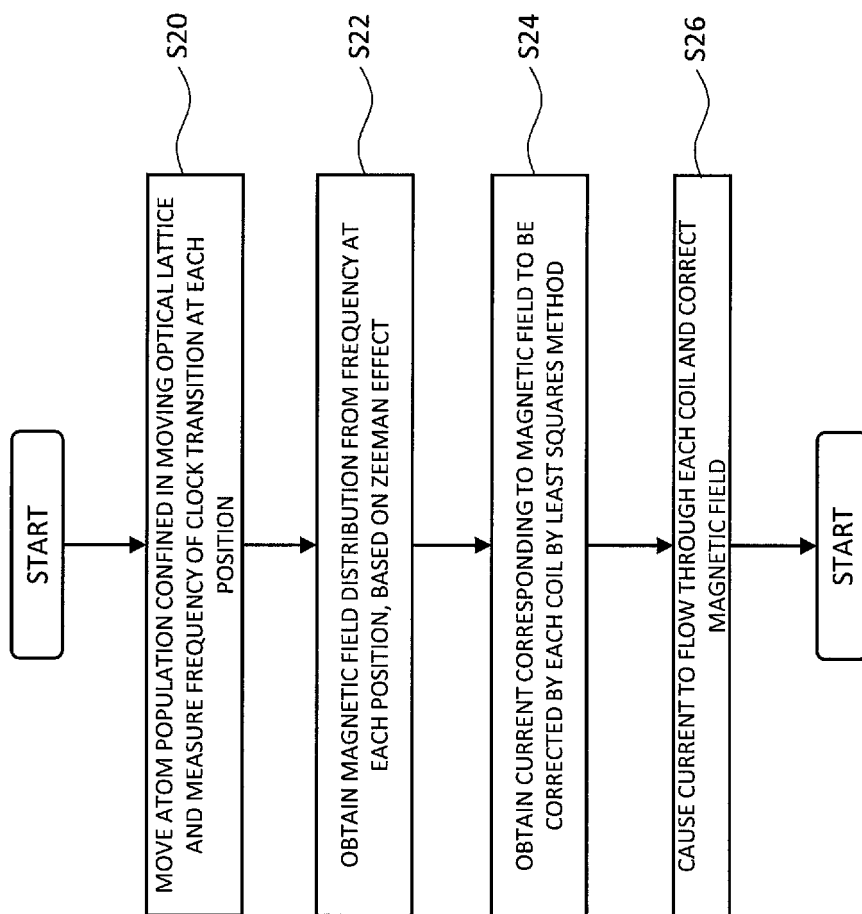 START
MOVE ATOM POPULATION CONFINED IN MOVING OPTICAL LATTICE
AND MEASURE FREQUENCY OF CLOCK TRANSITION AT EACH
POSITION
S20
OBTAIN MAGNETIC FIELD DISTRIBUTION FROM FREQUENCY AT
EACH POSITION, BASED ON ZEEMAN EFFECT
S22
OBTAIN CURRENT CORRESPONDING TO MAGNETIC FIELD TO BE
CORRECTED BY EACH COIL BY LEAST SQUARES METHOD
S24
CAUSE CURRENT TO FLOW THROUGH EACH COIL AND CORRECT
MAGNETIC FIELD
S26
START